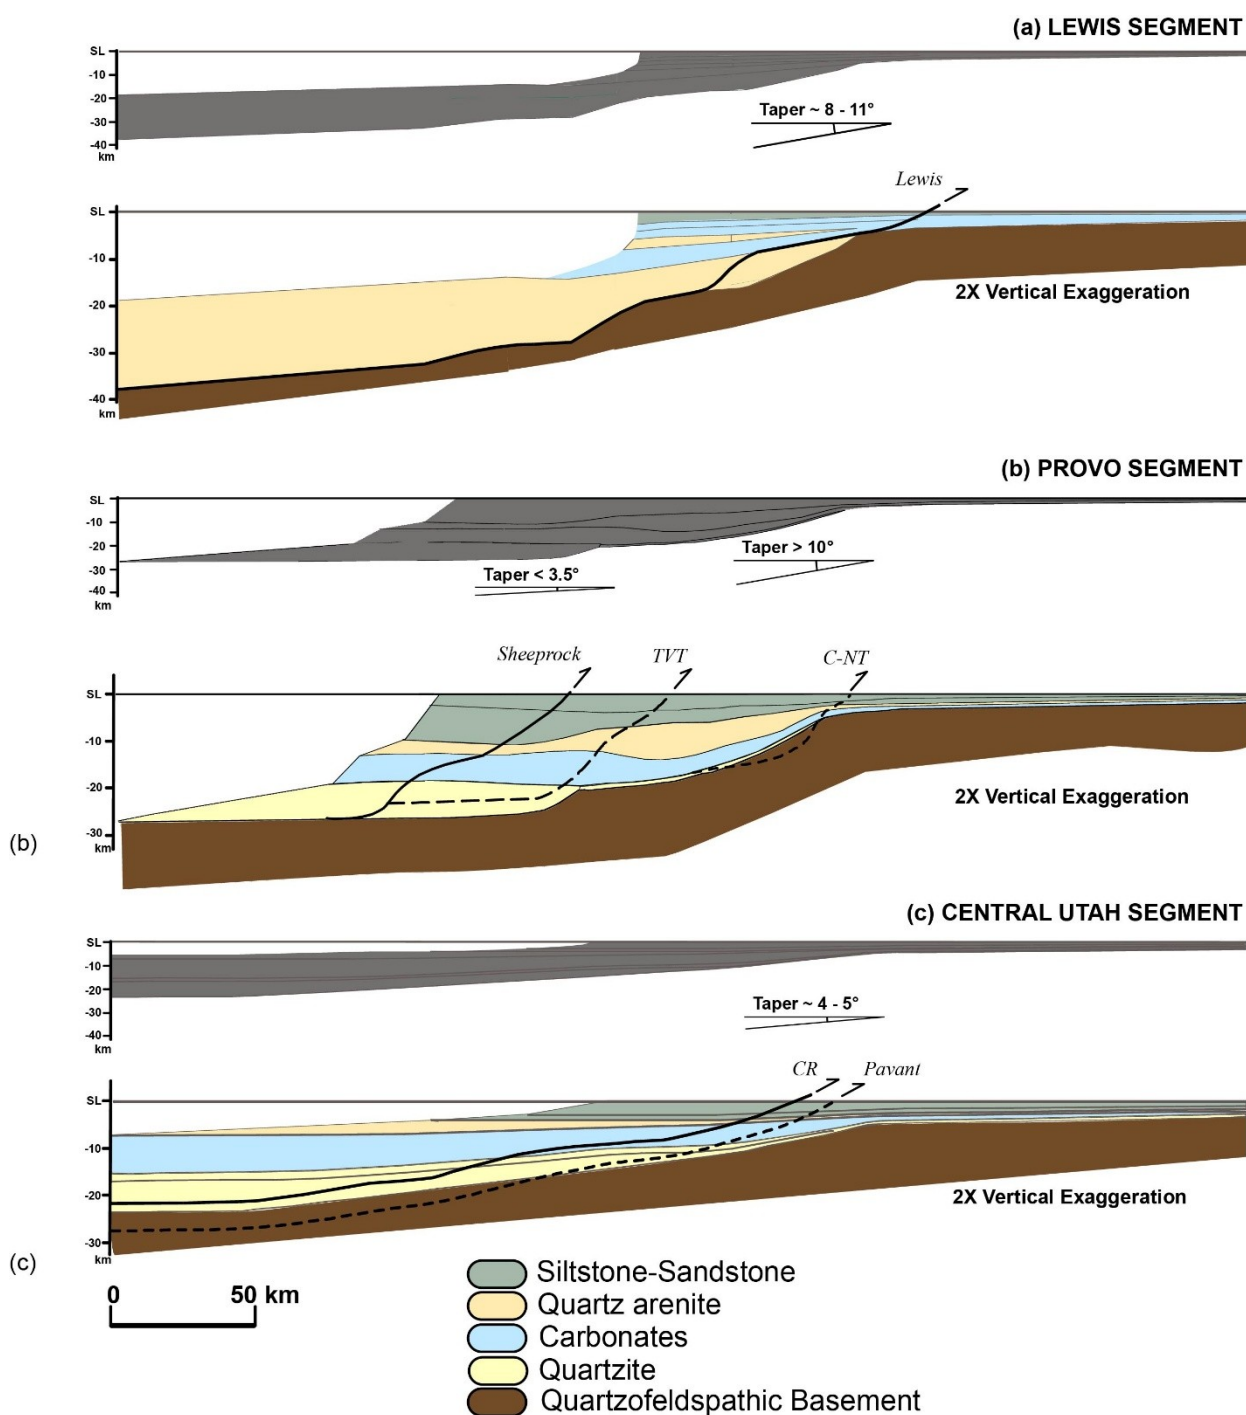 (a) LEWIS SEGMENT
SL
-10
-20
-30
-40
km
Taper ~ 8 - 11°
Lewis
SL
-10
-20
-30
-40
km
2X Vertical Exaggeration
(b) PROVO SEGMENT
SL
-10
-20
-30
-40
km
Taper < 3.5°
Taper > 10°
Sheeprock
TVT
C-NT
SL
-10
-20
-30
km
2X Vertical Exaggeration
(b)
(c) CENTRAL UTAH SEGMENT
SL
-10
-20
-30
-40
km
Taper ~ 4 - 5°
CR
Pavant
SL
-10
-20
-30
km
2X Vertical Exaggeration
(c)
0 50 km
Siltstone-Sandstone
Quartz arenite
Carbonates
Quartzite
Quartzofeldspathic Basement